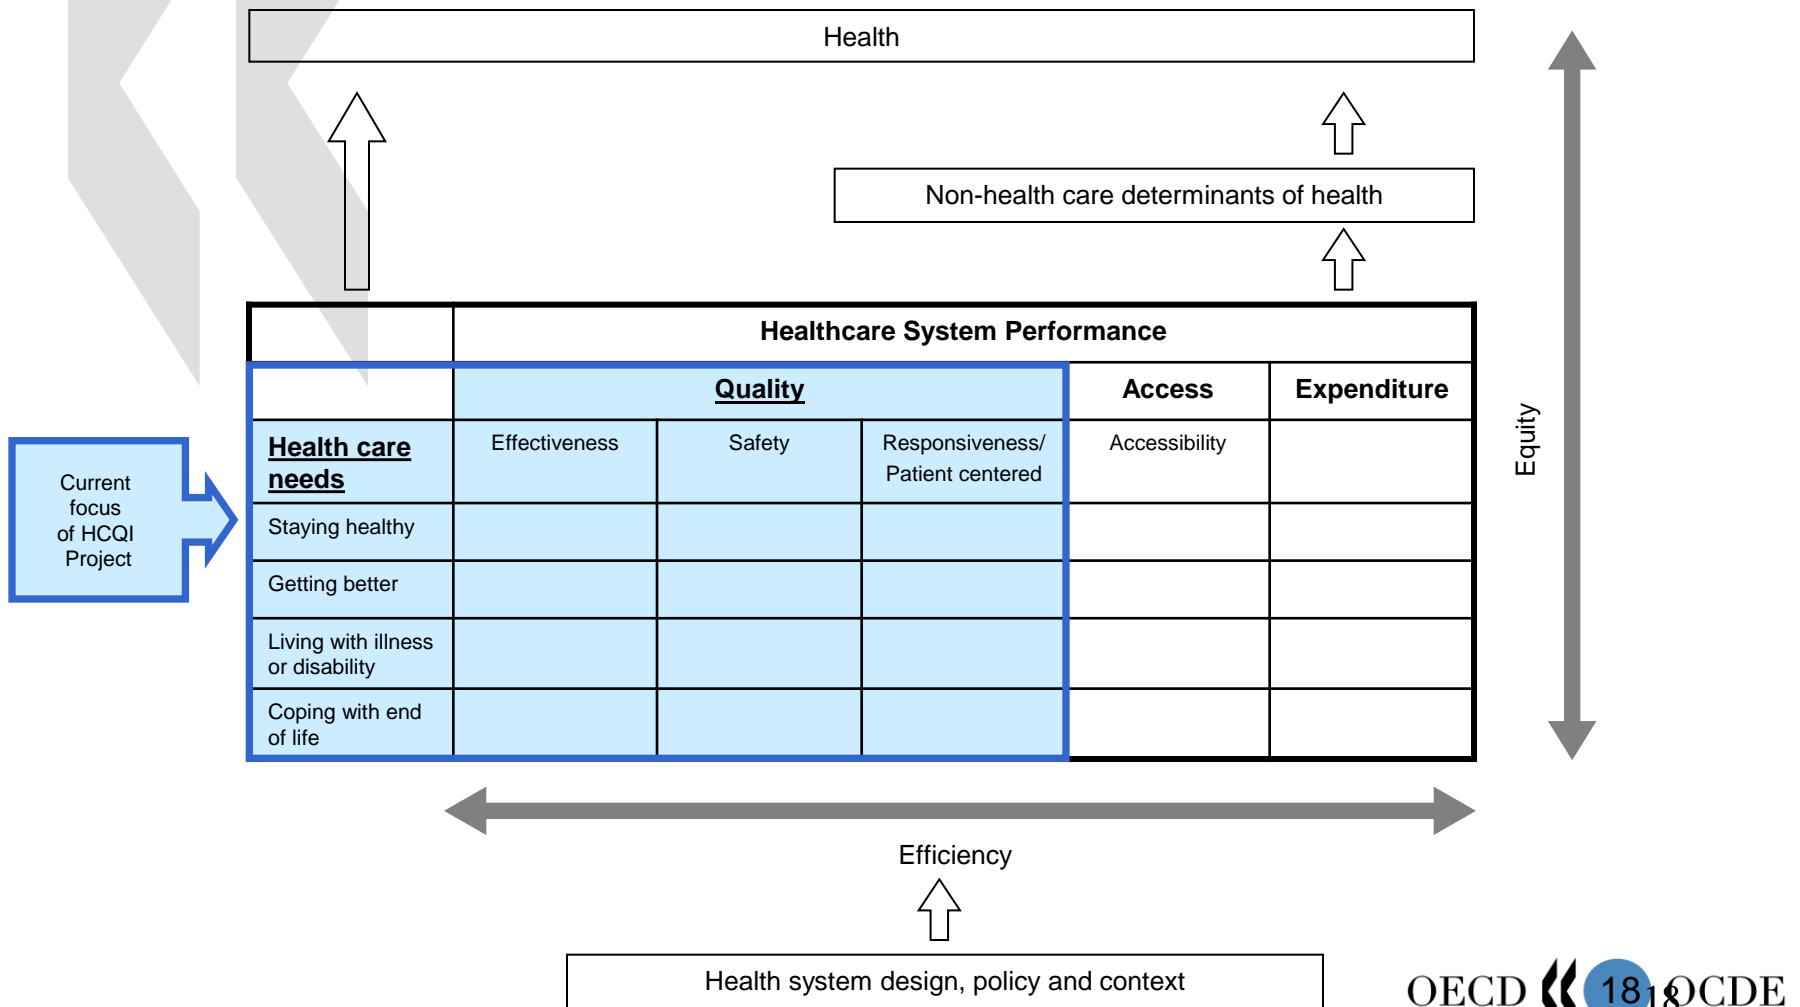 Health
Non-health care determinants of health
Healthcare System Performance
Quality
Access
Expenditure
Health care
needs
Effectiveness
Safety
Responsiveness/
Patient centered
Accessibility
Staying healthy
Getting better
Living with illness
or disability
Coping with end
of life
Current
focus
of HCQI
Project
Equity
Efficiency
Health system design, policy and context
OECD
18
18
OCDE